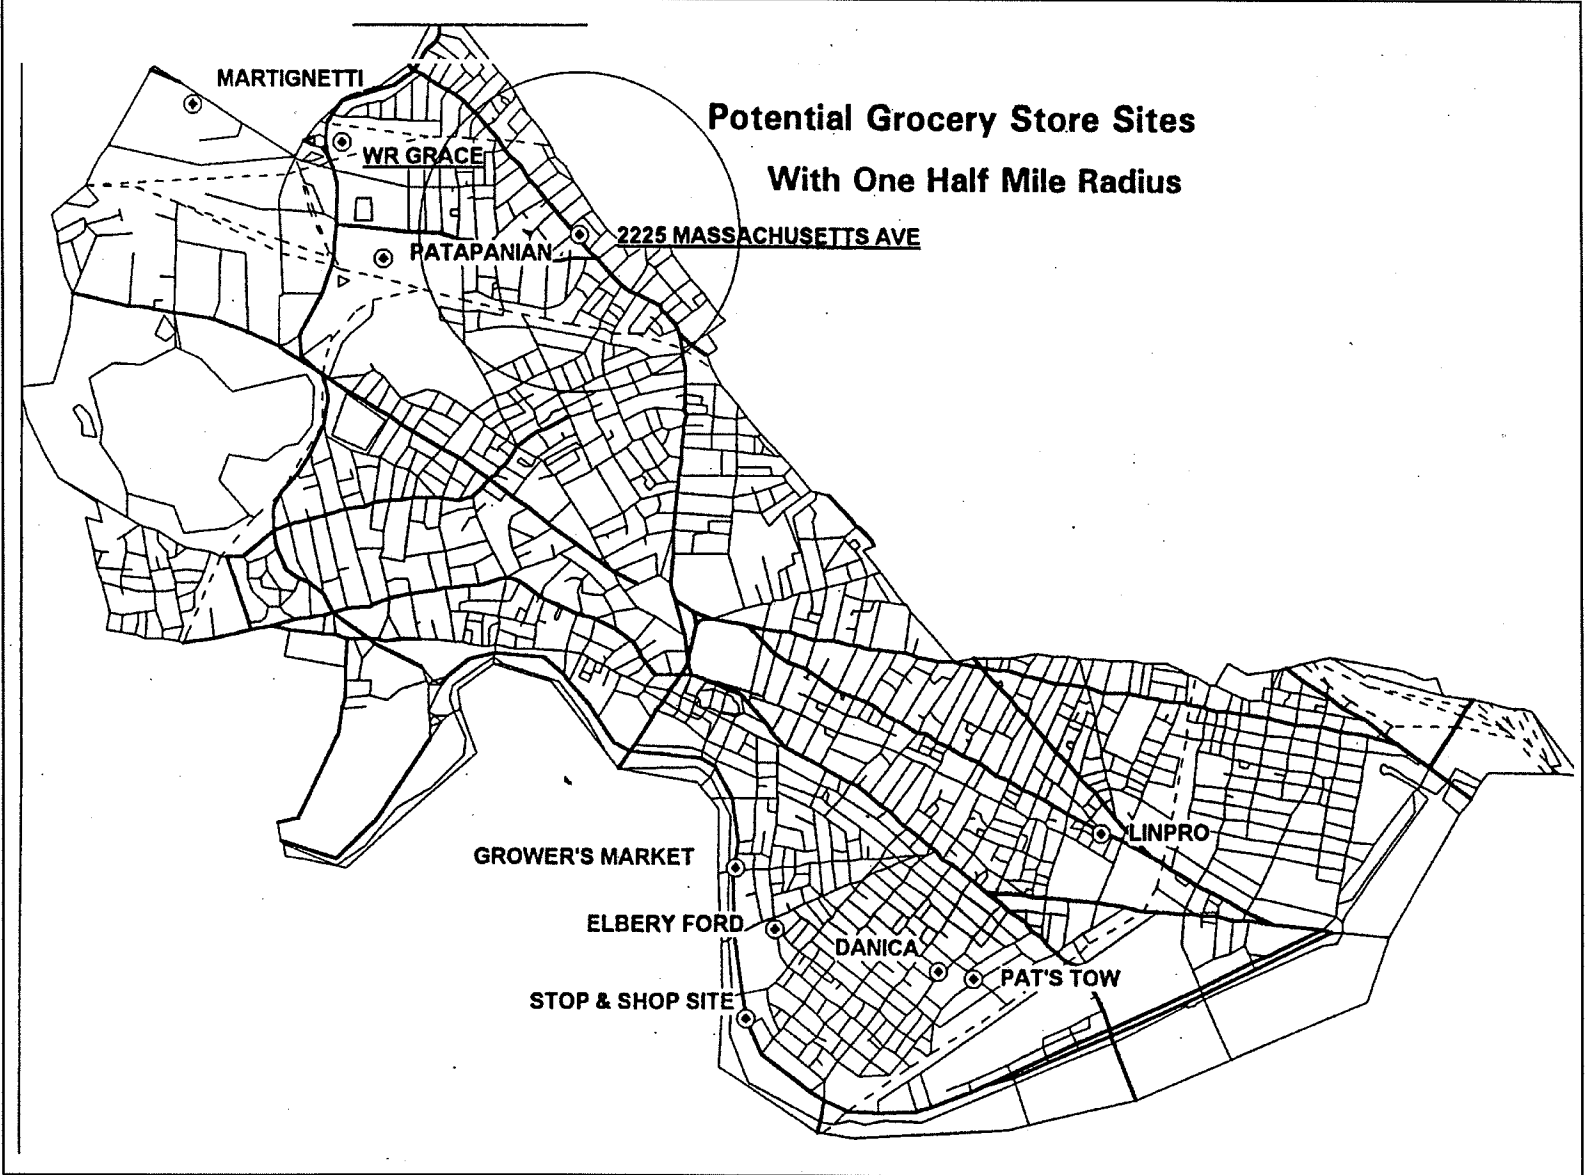 MARTIGNETTI
Potential Grocery Store Sites
WR GRACE
With One Half Mile Radius
2225 MASSACHUSETTS AVE
PATAPANIAN
LINPRO
GROWER'S MARKET
ELBERY FORD
DANICA
PAT'S TOW
STOP & SHOP SITE